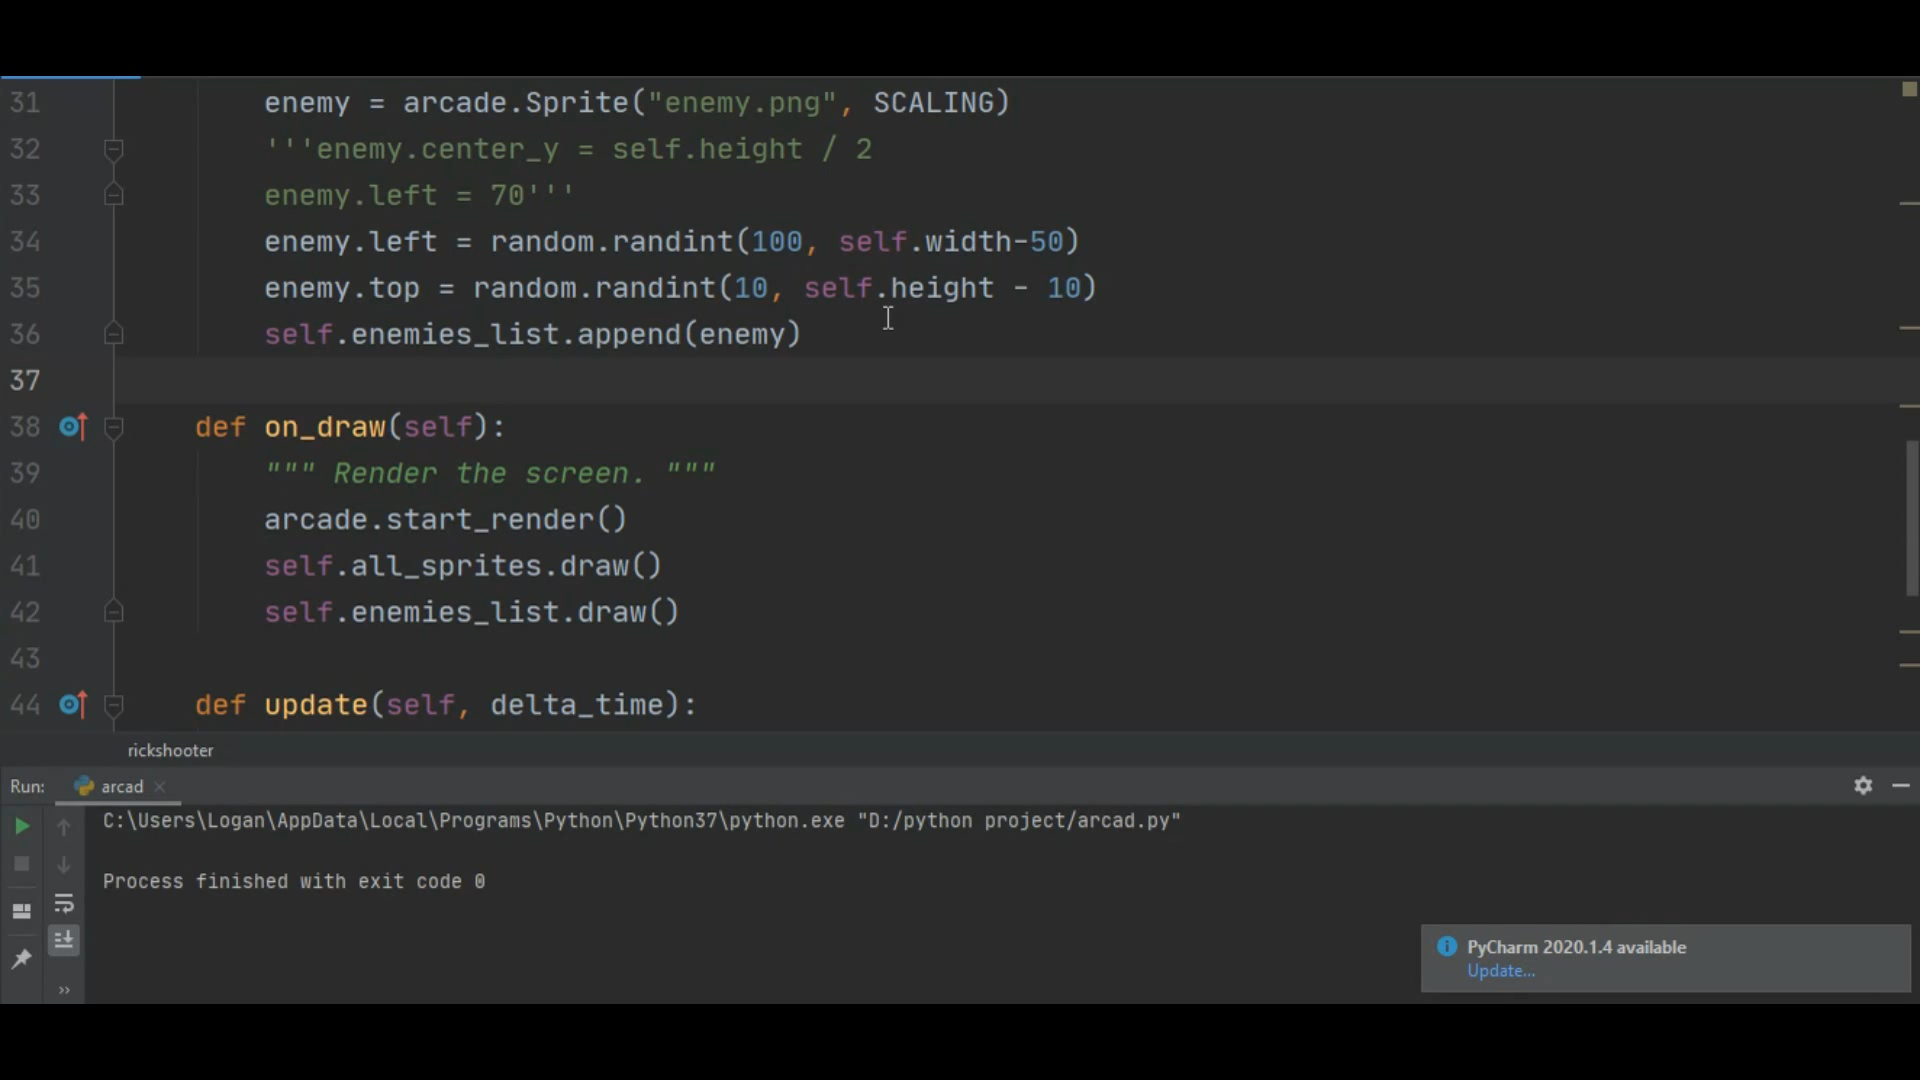 31 enemy = arcade.Sprite("enemy.png", SCALING)
32 '''enemy.center_y = self.height / 2
33 enemy.left = 70'''
34 enemy.left = random.randint(100, self.width-50)
35 enemy.top = random.randint(10, self.height - 10)
36 self.enemies_list.append(enemy)
37
38 def on_draw(self):
39 """ Render the screen. """
40 arcade.start_render()
41 self.all_sprites.draw()
42 self.enemies_list.draw()
43
44 def update(self, delta_time):
rickshooter
Run: arcad
C:\Users\Logan\AppData\Local\Programs\Python\Python37\python.exe "D:/python project/arcad.py"
Process finished with exit code 0
PyCharm 2020.1.4 available
Update...